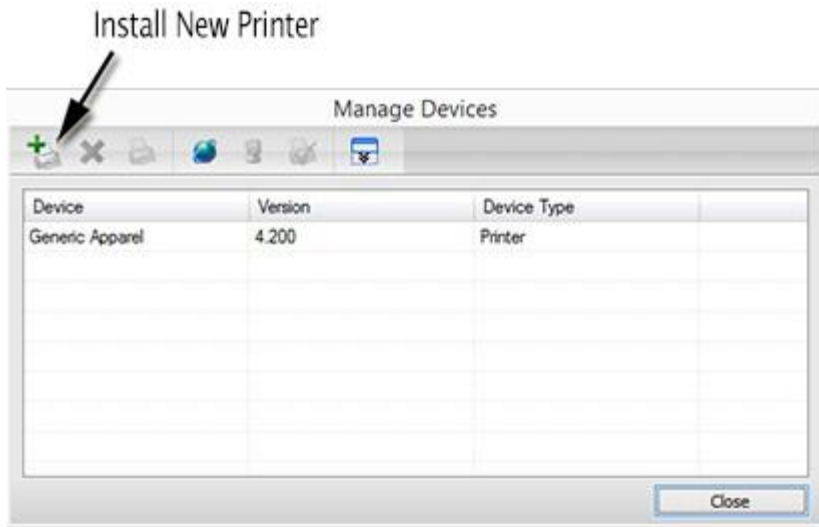 Install New Printer
Manage Devices
Device Version Device Type
Generic Apparel 4.200 Printer
Close